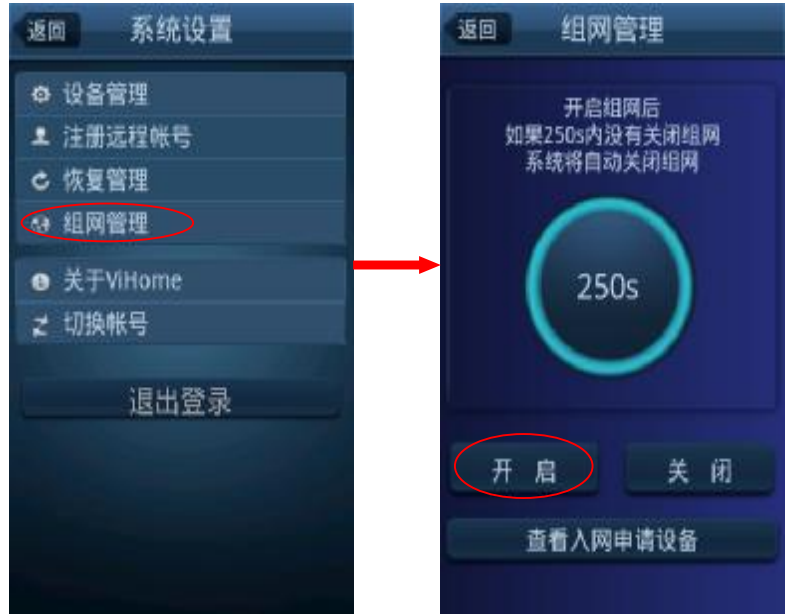 返回
系统设置
设备管理
注册远程帐号
恢复管理
组网管理
关于ViHome
切换帐号
退出登录
返回
组网管理
开启组网后
如果250s内没有关闭组网
系统将自动关闭组网
250s
开 启
关 闭
查看入网申请设备